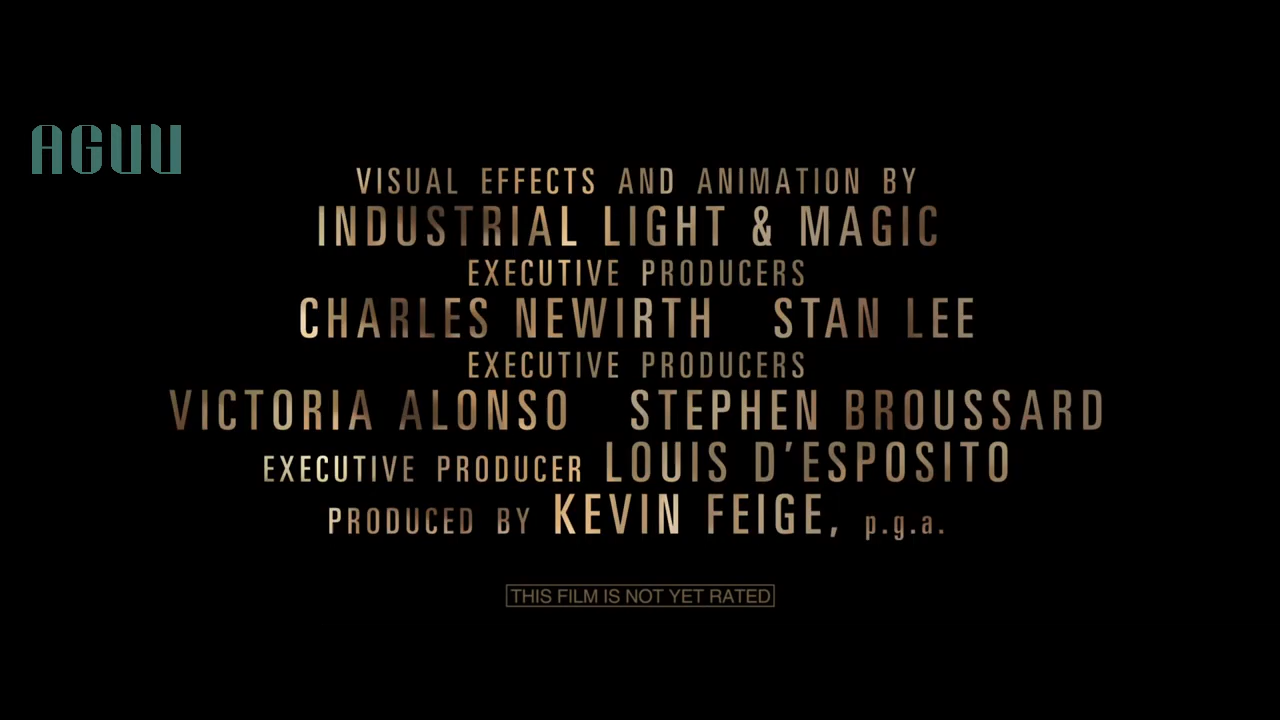 AGUU
VISUAL EFFECTS AND ANIMATION BY
INDUSTRIAL LIGHT & MAGIC
EXECUTIVE PRODUCERS
CHARLES NEWIRTH STAN LEE
EXECUTIVE PRODUCERS
VICTORIA ALONSO STEPHEN BROUSSARD
EXECUTIVE PRODUCER LOUIS D'ESPOSITO
PRODUCED BY KEVIN FEIGE, p.g.a.
THIS FILM IS NOT YET RATED